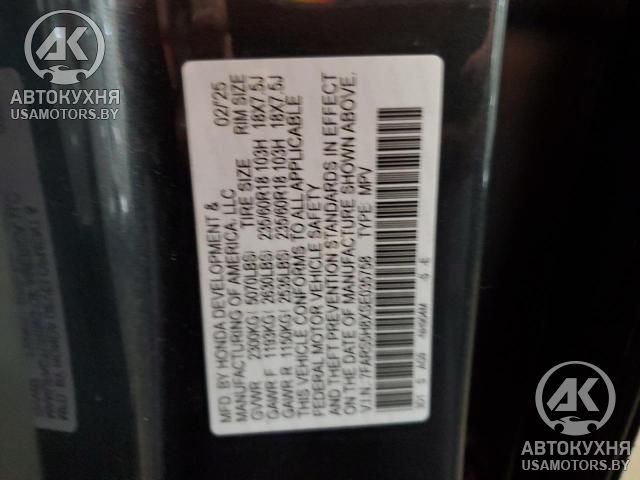 MFD. BY HONDA DEVELOPMENT & 02/25
MANUFACTURING OF AMERICA, LLC
GVWR 2300KG( 5070LBS) TIRE SIZE RIM SIZE
GAWR F 1193KG( 2630LBS) 235/60R18 103H 18X7.5J
GAWR R 1150KG( 2535LBS) 235/60R18 103H 18X7.5J
THIS VEHICLE CONFORMS TO ALL APPLICABLE
FEDERAL MOTOR VEHICLE SAFETY
AND THEFT PREVENTION STANDARDS IN EFFECT
ON THE DATE OF MANUFACTURE SHOWN ABOVE.
V.I.N. TYPE: MPV
АК
АВТОКУХНЯ
USAMOTORS.BY
АК
АВТОКУХНЯ
USAMOTORS.BY